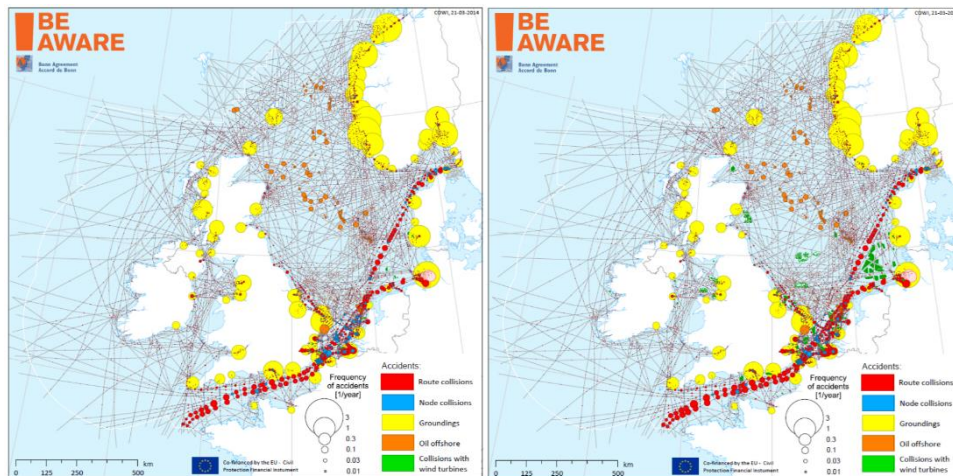 BE
AWARE
Bonn Agreement
Accord de Bonn
COWI, 21-03-2014
Frequency
of accidents
[1/year]
3
1
0.3
0.1
0.03
0.01
Accidents:
Route collisions
Node collisions
Groundings
Oil offshore
Collisions with
wind turbines
km
0 125 250 500
Co-financed by the EU - Civil
Protection Financial Instrument
BE
AWARE
Bonn Agreement
Accord de Bonn
COWI, 21-03-20
Frequency
of accidents
[1/year]
3
1
0.3
0.1
0.03
0.01
Accidents:
Route collisions
Node collisions
Groundings
Oil offshore
Collisions with
wind turbines
km
0 125 250 500
Co-financed by the EU - Civil
Protection Financial Instrument